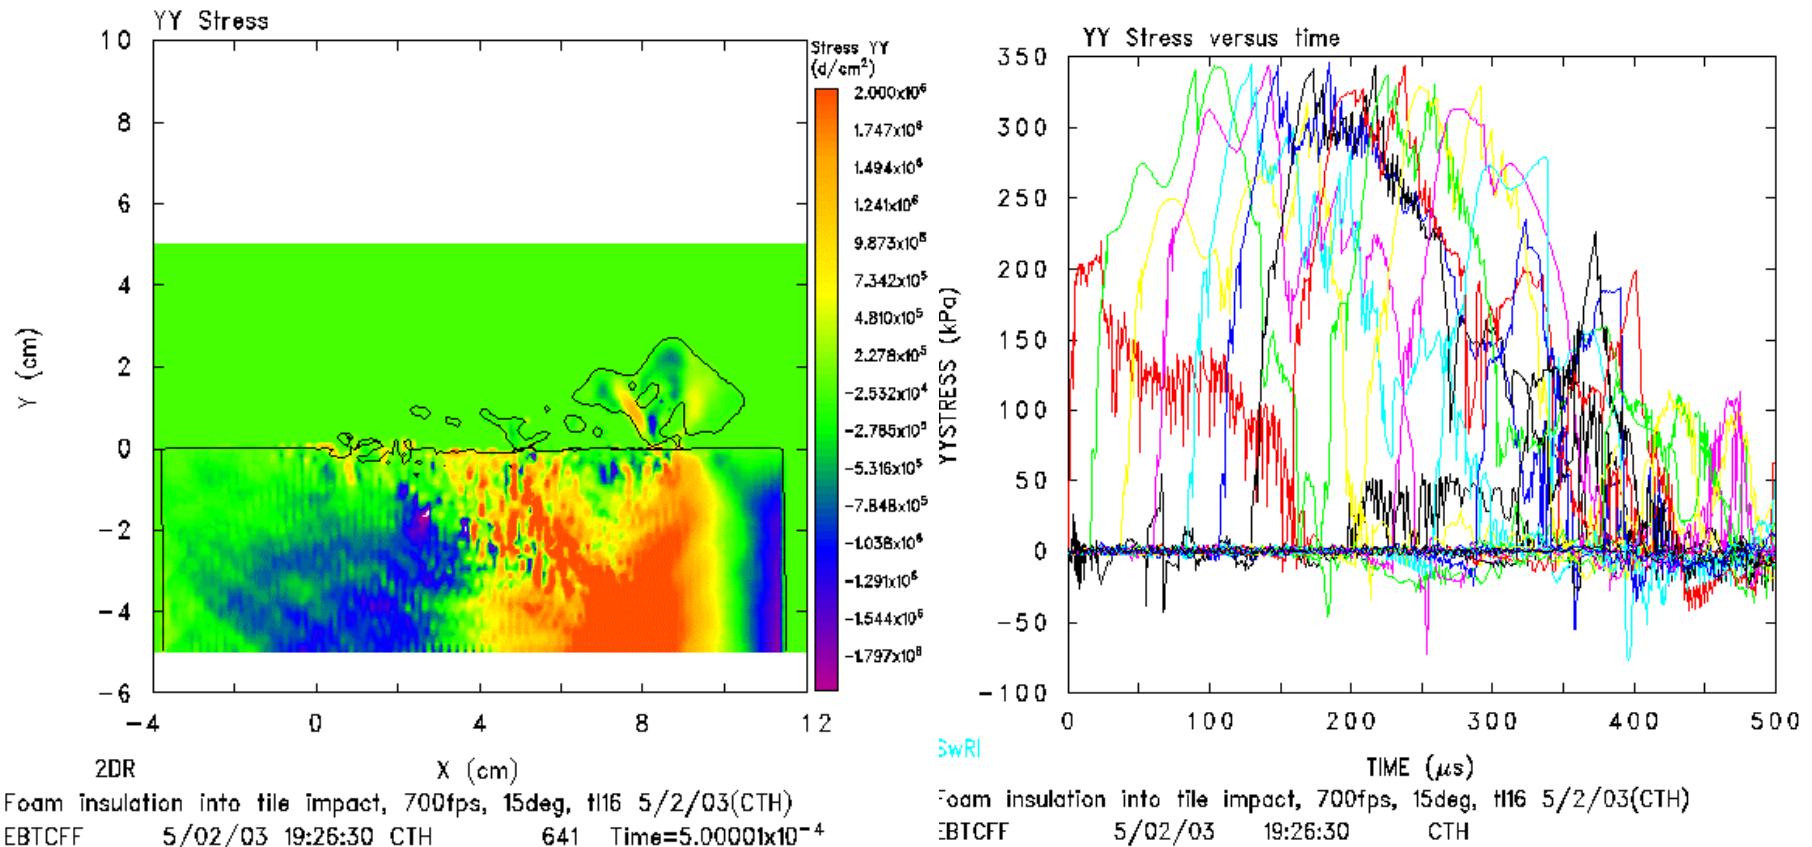 YY Stress
10
8
6
4
2
0
-2
-4
-6
Y (cm)
-4 0 4 8 12
X (cm)
2DR
Stress YY
(d/cm²)
2.000x10⁶
1.747x10⁶
1.494x10⁶
1.241x10⁶
9.873x10⁵
7.342x10⁵
4.810x10⁵
2.278x10⁵
-2.532x10⁴
-2.785x10⁵
-5.316x10⁵
-7.848x10⁵
-1.038x10⁶
-1.291x10⁶
-1.544x10⁶
-1.797x10⁶
Foam insulation into tile impact, 700fps, 15deg, tl16 5/2/03(CTH)
EBTCFF 5/02/03 19:26:30 CTH 641 Time=5.00001x10⁻⁴
YY Stress versus time
350
300
250
200
150
100
50
0
-50
-100
YYSTRESS (kPa)
0 100 200 300 400 500
SwRI
TIME (μs)
Foam insulation into tile impact, 700fps, 15deg, tl16 5/2/03(CTH)
EBTCFF 5/02/03 19:26:30 CTH